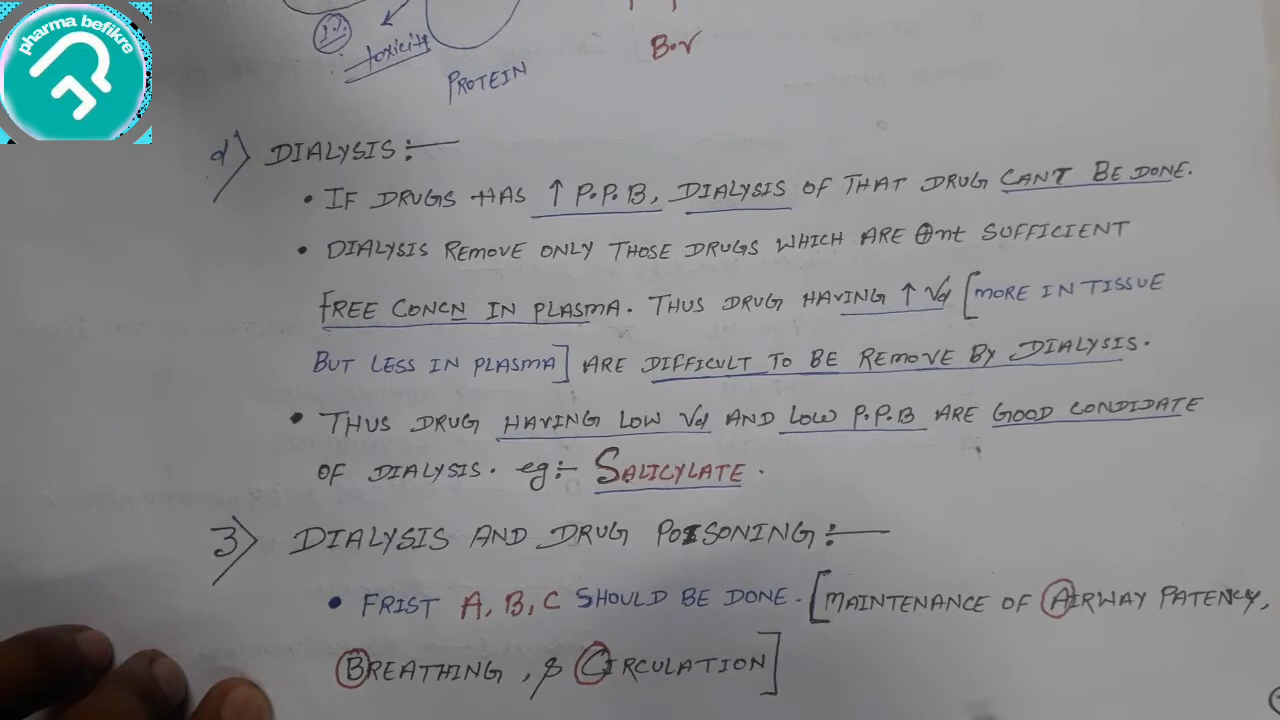 pharma befikre
toxicity
PROTEIN
B.V
d) DIALYSIS :—
• IF DRUGS HAS ↑ P.P.B, DIALYSIS OF THAT DRUG CANT BE DONE.
• DIALYSIS REMOVE ONLY THOSE DRUGS WHICH ARE ⊕nt SUFFICIENT
FREE CONCN IN PLASMA. THUS DRUG HAVING ↑ Vd [MORE IN TISSUE
BUT LESS IN PLASMA] ARE DIFFICULT TO BE REMOVE BY DIALYSIS.
• THUS DRUG HAVING LOW Vd AND LOW P.P.B ARE GOOD CONDIDATE
OF DIALYSIS. eg:- SALICYLATE.
3) DIALYSIS AND DRUG POISONING :—
• FRIST A, B, C SHOULD BE DONE. [MAINTENANCE OF AIRWAY PATENCY,
BREATHING, & CIRCULATION]